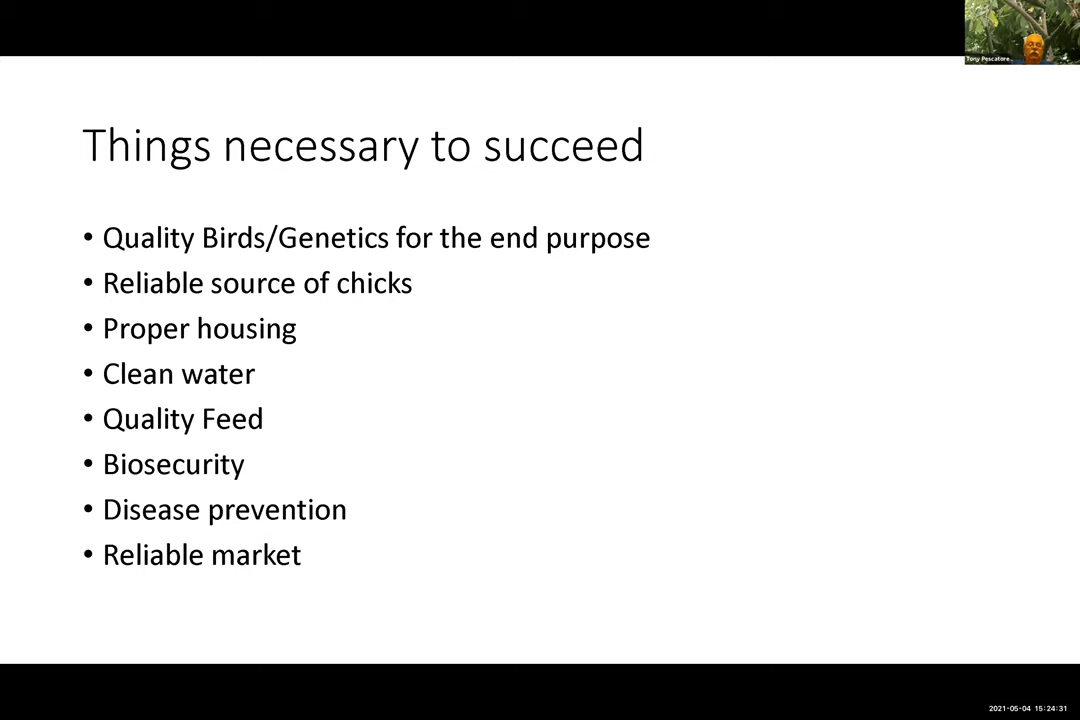 Tony Pescatore
Things necessary to succeed
• Quality Birds/Genetics for the end purpose
• Reliable source of chicks
• Proper housing
• Clean water
• Quality Feed
• Biosecurity
• Disease prevention
• Reliable market
2021-05-04 15:24:31